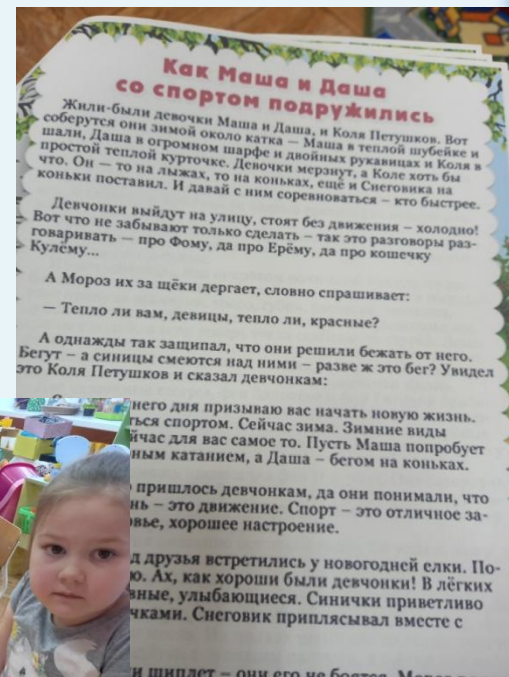 Как Маша и Даша
со спортом подружились
Жили-были девочки Маша и Даша, и Коля Петушков. Вот
соберутся они зимой около катка – Маша в теплой шубейке и
шали, Даша в огромном шарфе и двойных рукавицах и Коля в
простой теплой курточке. Девочки мерзнут, а Коле хоть бы
что. Он — то на лыжах, то на коньках, ещё и Снеговика на
коньки поставил. И давай с ним соревноваться – кто быстрее.
Девчонки выйдут на улицу, стоят без движения – холодно!
Вот что не забывают только сделать – так это разговоры раз-
говаривать – про Фому, да про Ерёму, да про кошечку
Кулёму...
А Мороз их за щёки дергает, словно спрашивает:
— Тепло ли вам, девицы, тепло ли, красные?
А однажды так защипал, что они решили бежать от него.
Бегут – а синицы смеются над ними – разве ж это бег? Увидел
это Коля Петушков и сказал девчонкам:
него дня призываю вас начать новую жизнь.
ться спортом. Сейчас зима. Зимние виды
йчас для вас самое то. Пусть Маша попробует
ным катанием, а Даша – бегом на коньках.
пришлось девчонкам, да они понимали, что
нь – это движение. Спорт – это отличное за-
овье, хорошее настроение.
д друзья встретились у новогодней елки. По-
ю. Ах, как хороши были девчонки! В лёгких
вные, улыбающиеся. Синички приветливо
чками. Снеговик приплясывал вместе с
и щиплет – они его не боятся.